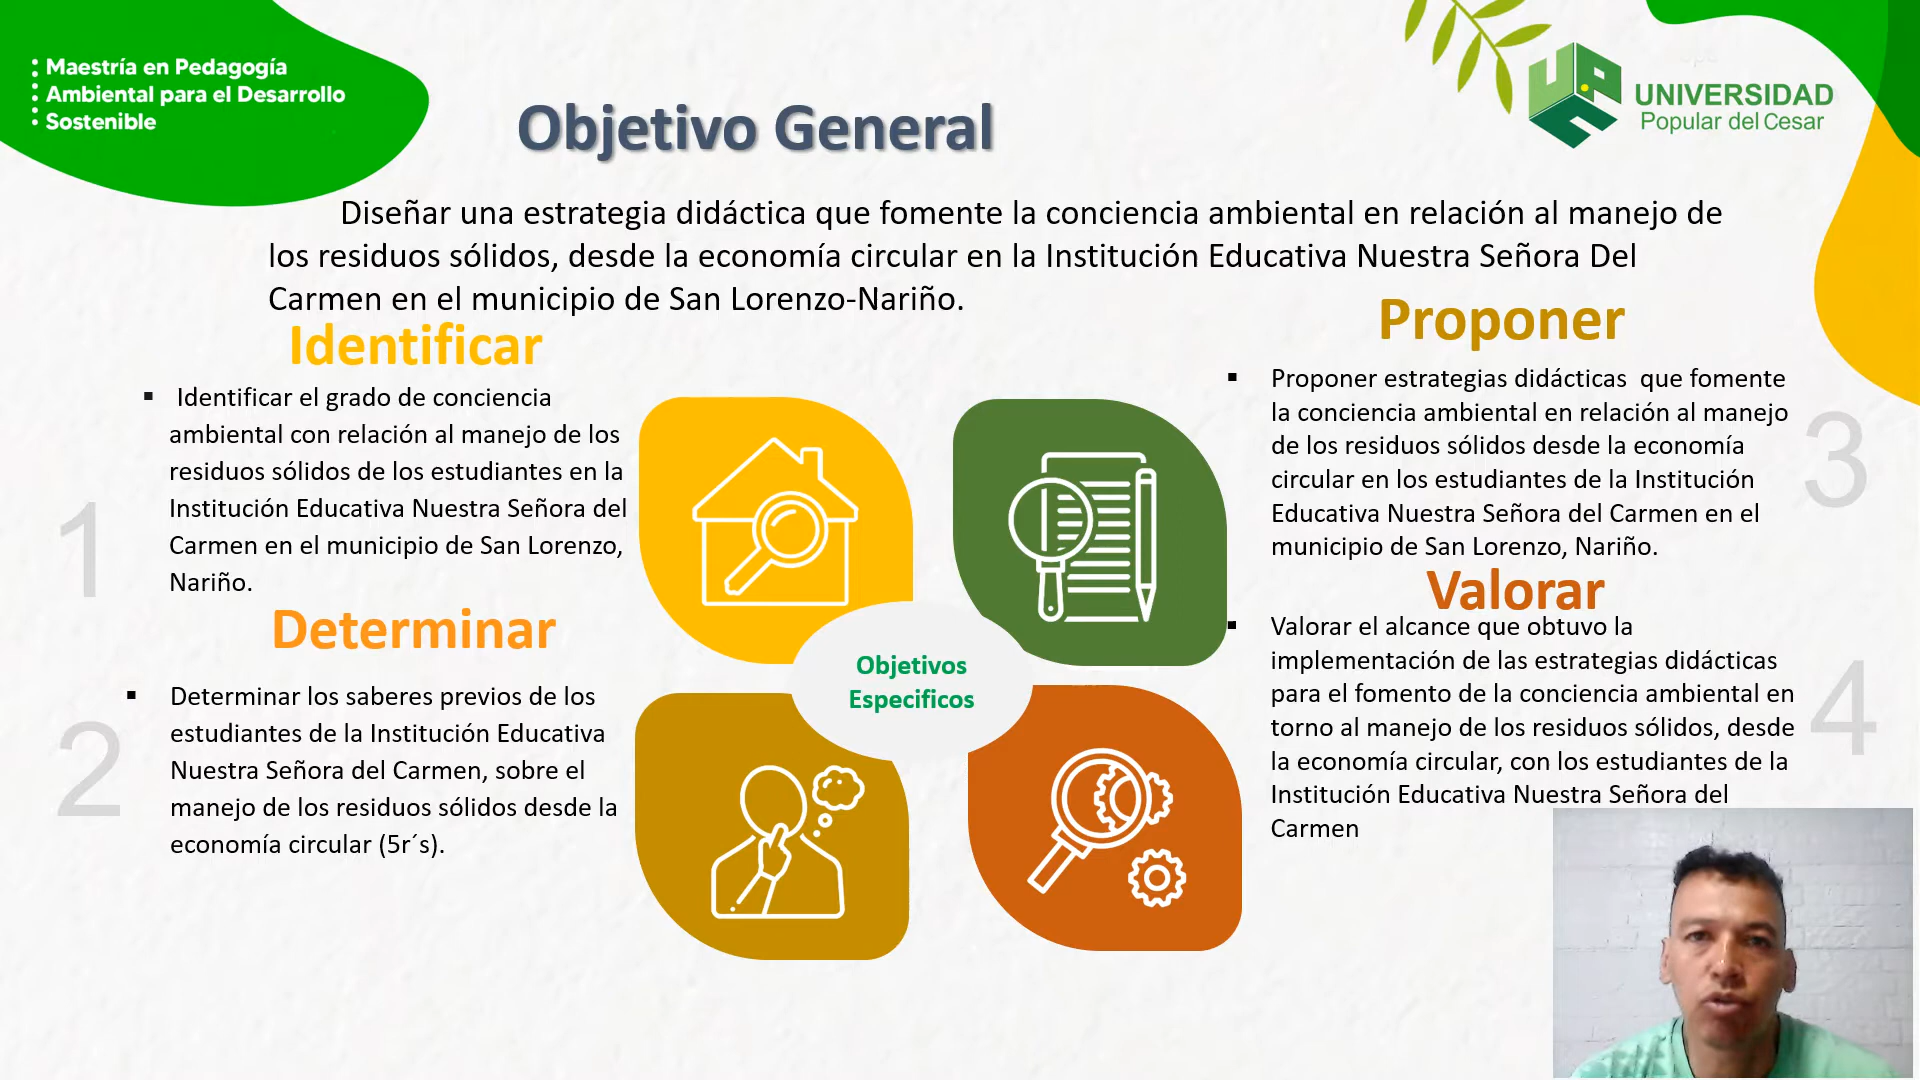 Maestría en Pedagogía
Ambiental para el Desarrollo
Sostenible
UNIVERSIDAD
Popular del Cesar
Objetivo General
Diseñar una estrategia didáctica que fomente la conciencia ambiental en relación al manejo de
los residuos sólidos, desde la economía circular en la Institución Educativa Nuestra Señora Del
Carmen en el municipio de San Lorenzo-Nariño.
Identificar
1
▪ Identificar el grado de conciencia
ambiental con relación al manejo de los
residuos sólidos de los estudiantes en la
Institución Educativa Nuestra Señora del
Carmen en el municipio de San Lorenzo,
Nariño.
Determinar
2
▪ Determinar los saberes previos de los
estudiantes de la Institución Educativa
Nuestra Señora del Carmen, sobre el
manejo de los residuos sólidos desde la
economía circular (5r´s).
Objetivos
Especificos
Proponer
3
▪ Proponer estrategias didácticas que fomente
la conciencia ambiental en relación al manejo
de los residuos sólidos desde la economía
circular en los estudiantes de la Institución
Educativa Nuestra Señora del Carmen en el
municipio de San Lorenzo, Nariño.
Valorar
4
▪ Valorar el alcance que obtuvo la
implementación de las estrategias didácticas
para el fomento de la conciencia ambiental en
torno al manejo de los residuos sólidos, desde
la economía circular, con los estudiantes de la
Institución Educativa Nuestra Señora del
Carmen